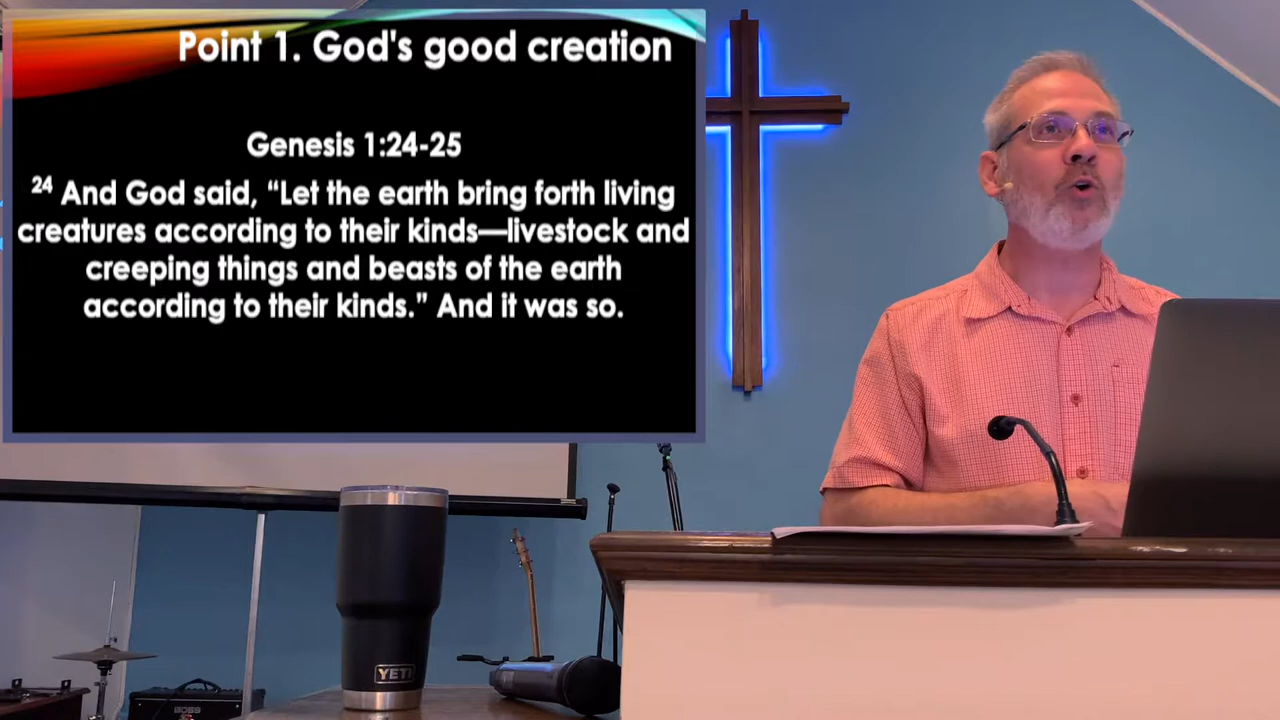 Point 1. God's good creation
Genesis 1:24-25
24 And God said, “Let the earth bring forth living
creatures according to their kinds—livestock and
creeping things and beasts of the earth
according to their kinds.” And it was so.
YETI
BOSS